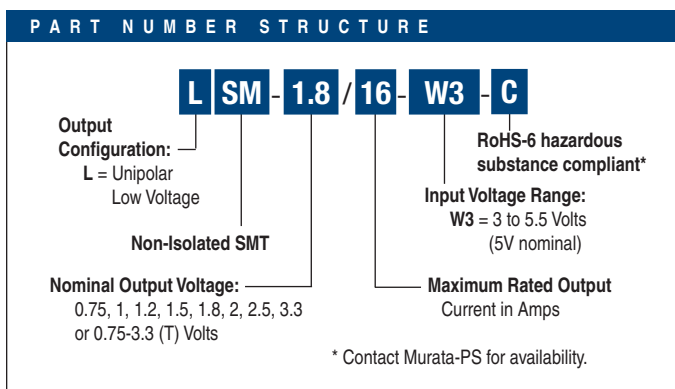 PART NUMBER STRUCTURE
L SM - 1.8 / 16 - W3 - C
Output
Configuration:
L = Unipolar
Low Voltage
RoHS-6 hazardous
substance compliant*
Input Voltage Range:
W3 = 3 to 5.5 Volts
(5V nominal)
Non-Isolated SMT
Nominal Output Voltage:
0.75, 1, 1.2, 1.5, 1.8, 2, 2.5, 3.3
or 0.75-3.3 (T) Volts
Maximum Rated Output
Current in Amps
* Contact Murata-PS for availability.